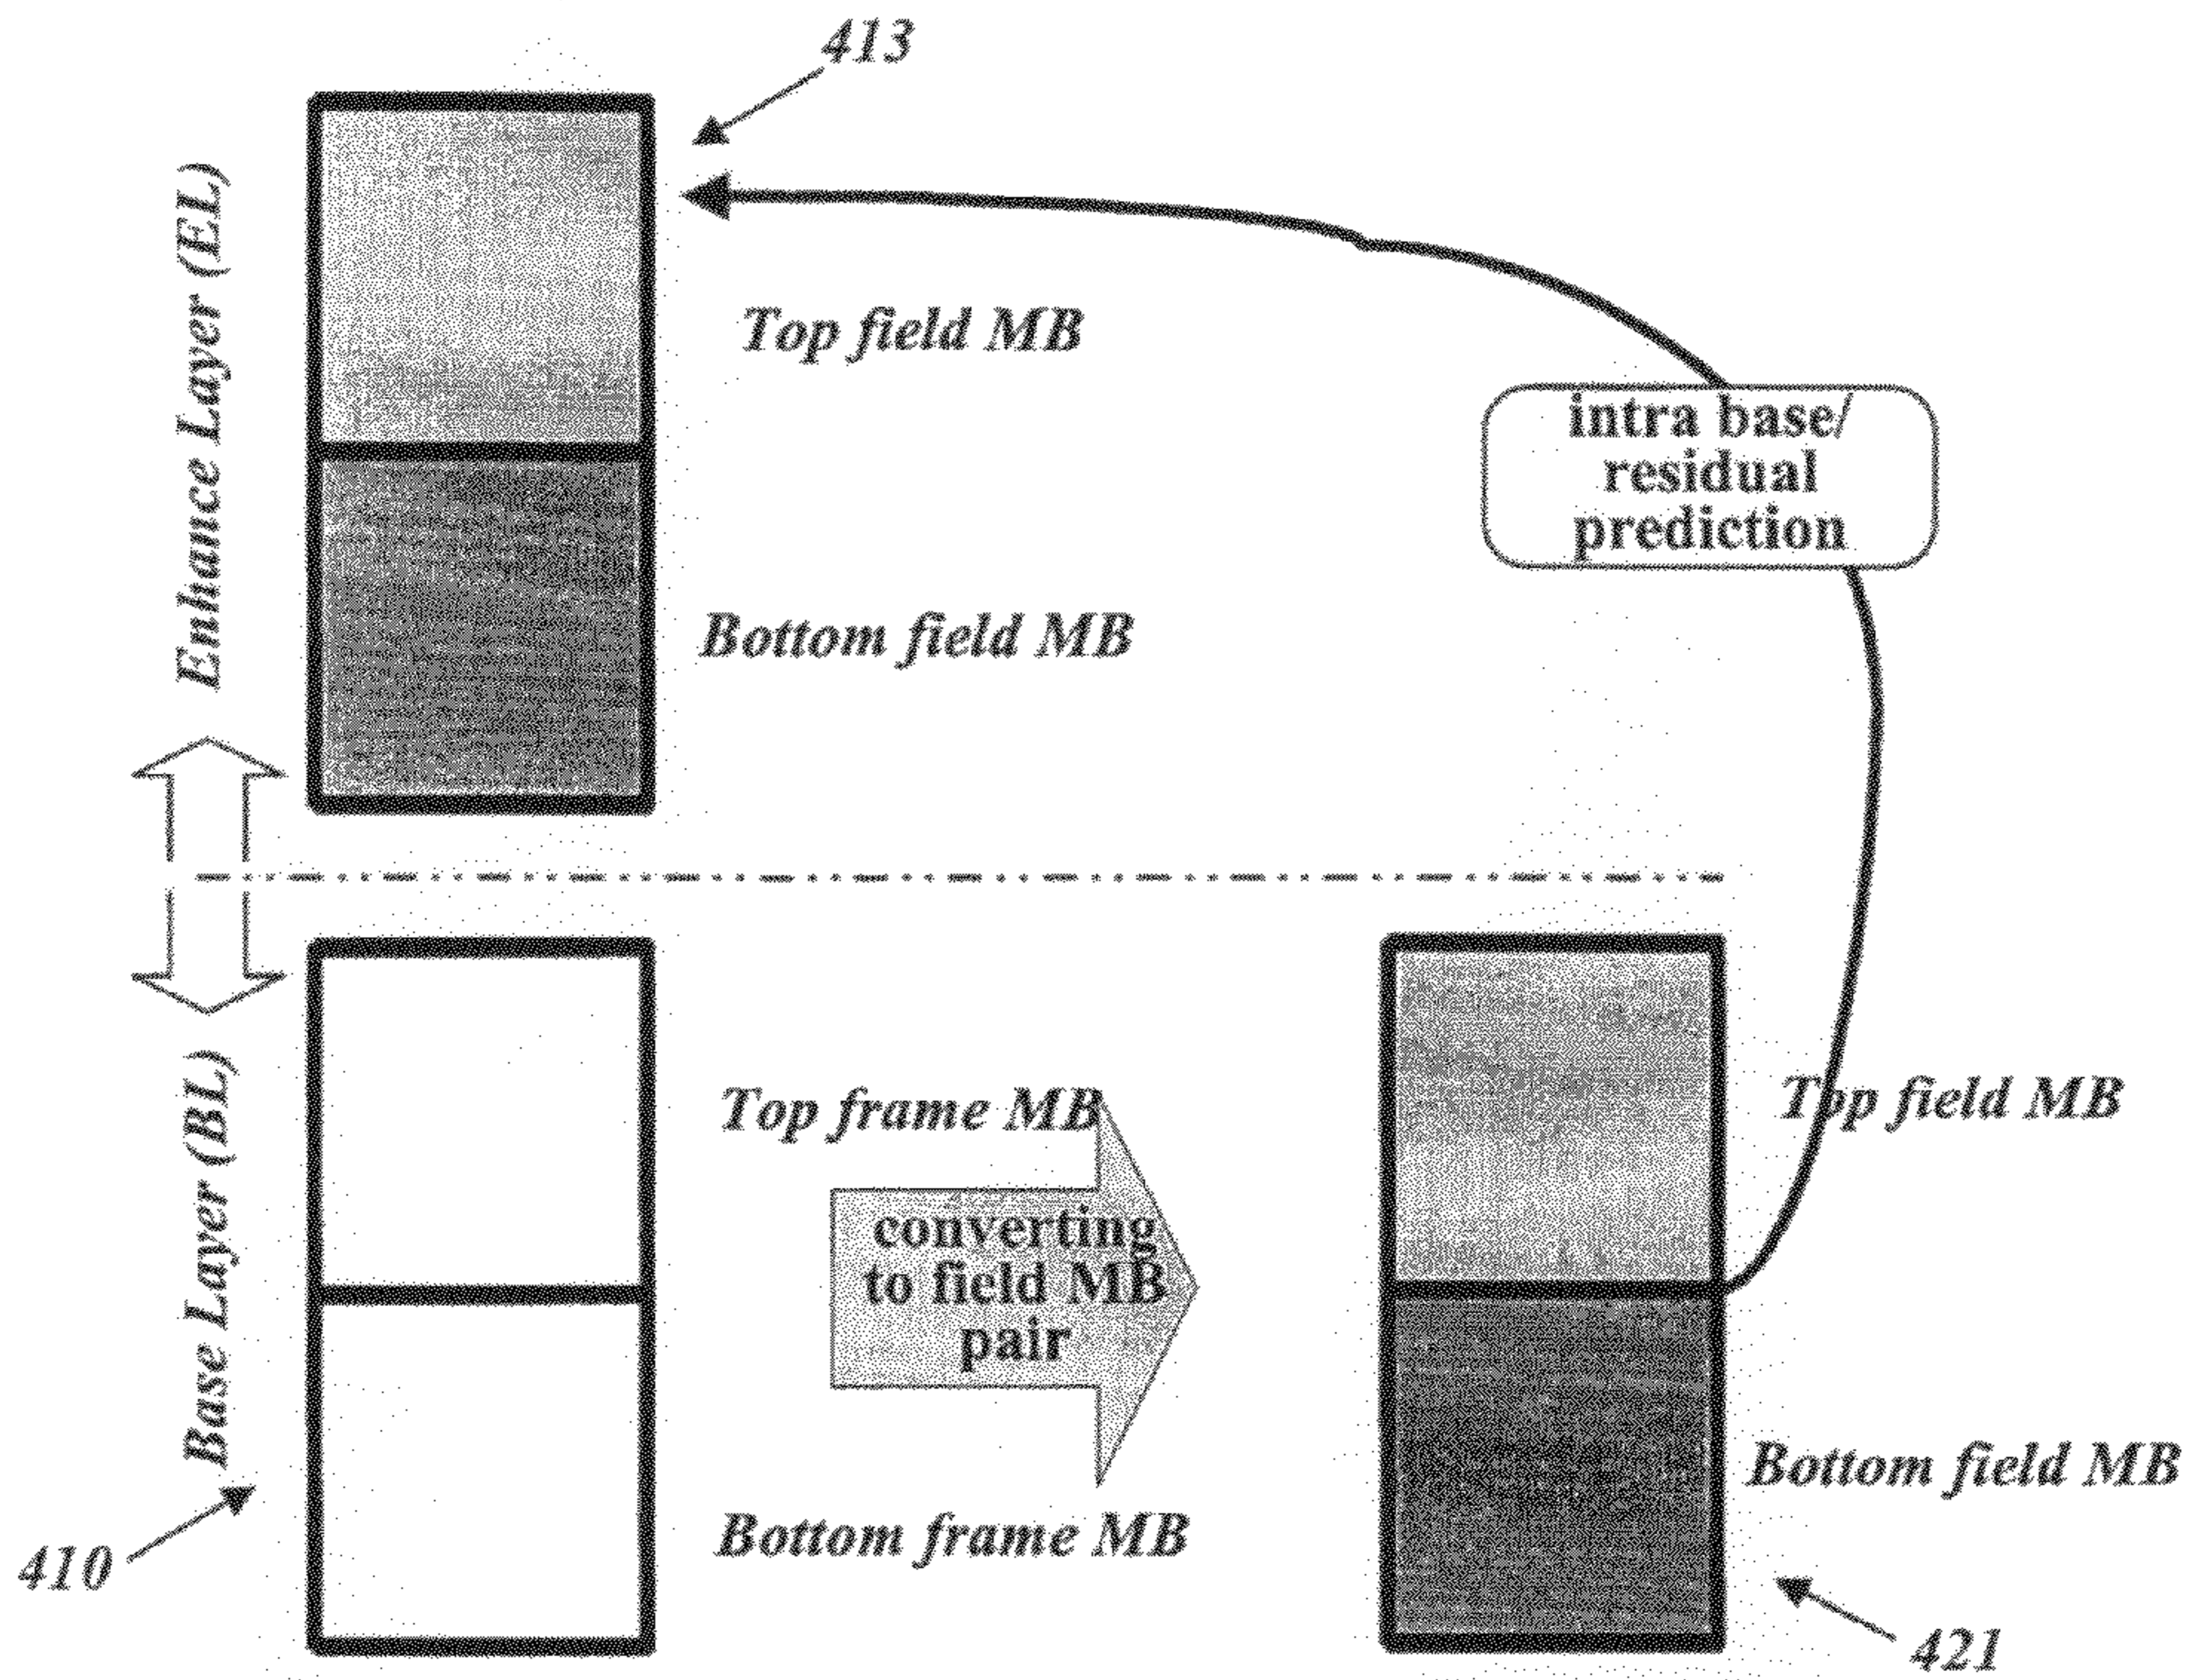 413
Enhance Layer (EL)
Top field MB
intra base/
residual
prediction
Bottom field MB
Base Layer (BL)
Top frame MB
Top field MB
converting
to field MB
pair
Bottom field MB
Bottom frame MB
410
421